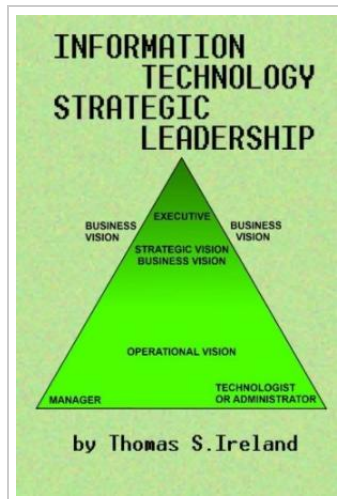 INFORMATION
TECHNOLOGY
STRATEGIC
LEADERSHIP
EXECUTIVE
BUSINESS
VISION
BUSINESS
VISION
STRATEGIC VISION
BUSINESS VISION
OPERATIONAL VISION
MANAGER
TECHNOLOGIST
OR ADMINISTRATOR
by Thomas S.Ireland